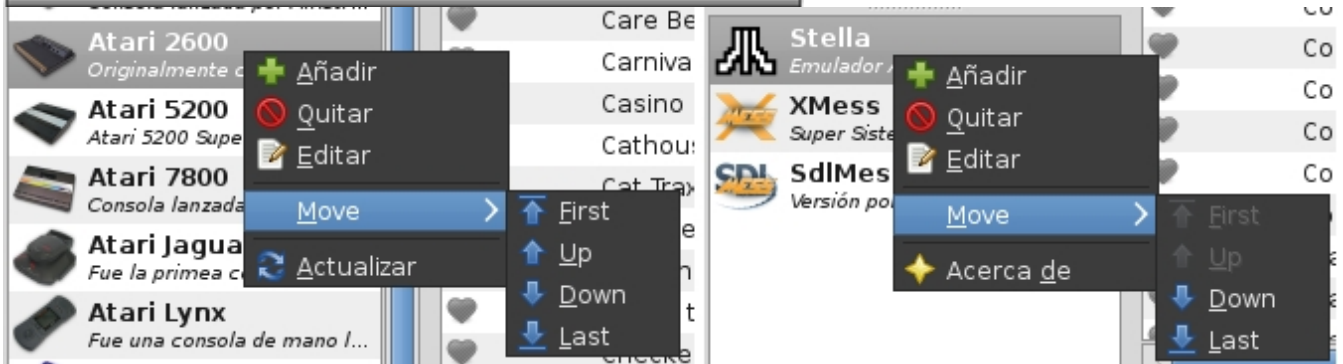 Atari 2600
Originalmente
Atari 5200
Atari 5200 Supe
Atari 7800
Consola lanzada
Atari Jagua
Fue la primea c
Atari Lynx
Fue una consola de mano l...
Añadir
Quitar
Editar
Move
Actualizar
First
Up
Down
Last
Care Be
Carniva
Casino
Cathous
Cat Trax
Stella
Emulador
XMess
Super Siste
SdlMes
Versión po
MESS
SDL
MESS
Añadir
Quitar
Editar
Move
Acerca de
First
Up
Down
Last
Co
Co
Co
Co
Co